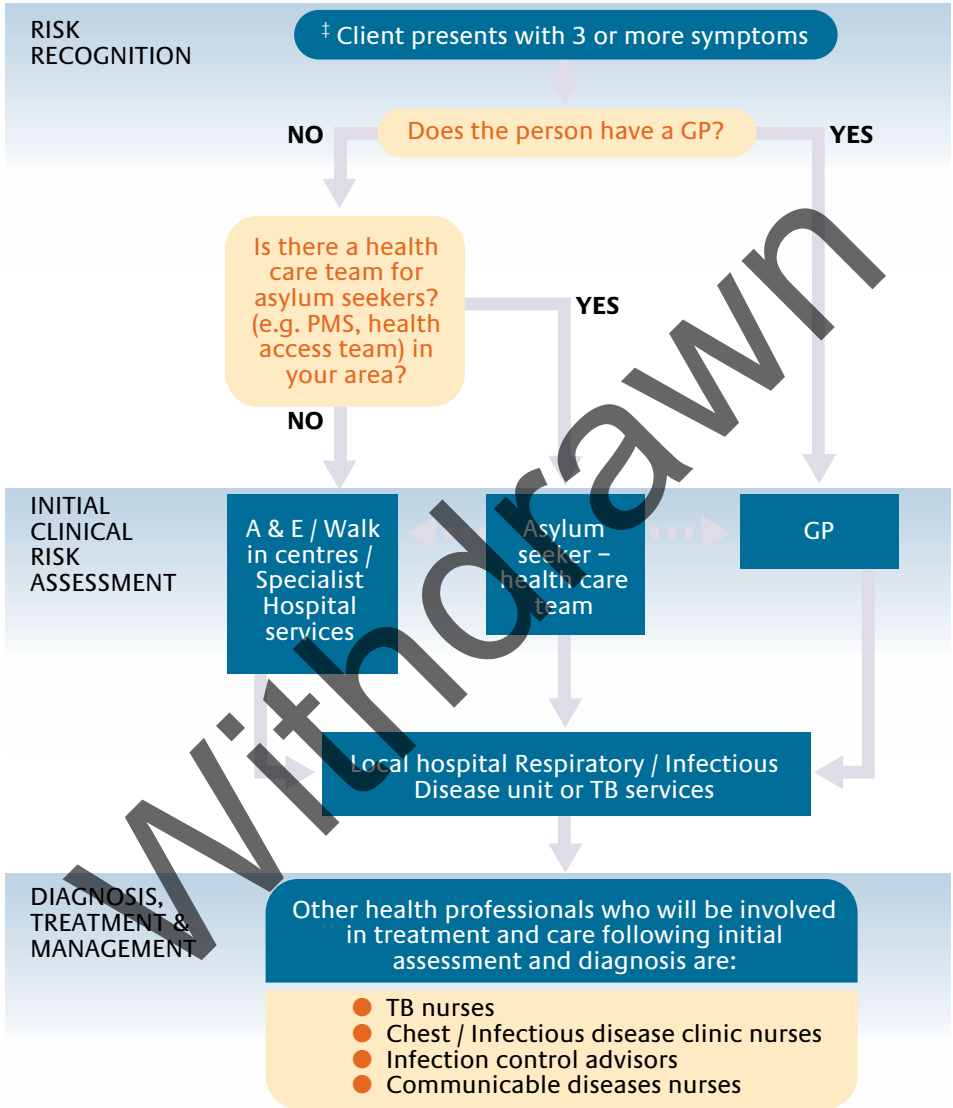 RISK
RECOGNITION
‡ Client presents with 3 or more symptoms
Does the person have a GP?
NO
YES
Is there a health
care team for
asylum seekers?
(e.g. PMS, health
access team) in
your area?
YES
NO
INITIAL
CLINICAL
RISK
ASSESSMENT
A & E / Walk
in centres /
Specialist
Hospital
services
Asylum
seeker –
health care
team
GP
Local hospital Respiratory / Infectious
Disease unit or TB services
DIAGNOSIS,
TREATMENT &
MANAGEMENT
Other health professionals who will be involved
in treatment and care following initial
assessment and diagnosis are:
● TB nurses
● Chest / Infectious disease clinic nurses
● Infection control advisors
● Communicable diseases nurses
Withdrawn